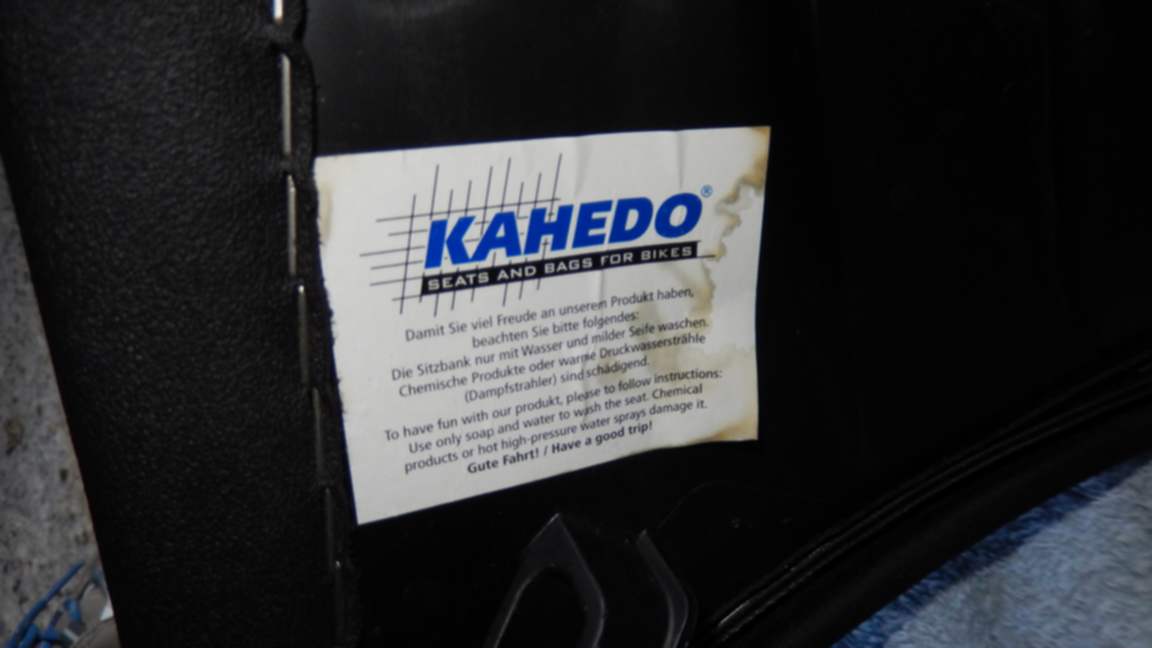 KAHEDO®
SEATS AND BAGS FOR BIKES
Damit Sie viel Freude an unserem Produkt haben,
beachten Sie bitte folgendes:
Die Sitzbank nur mit Wasser und milder Seife waschen.
Chemische Produkte oder warme Druckwassersträhle
(Dampfstrahler) sind schädigend.
To have fun with our produkt, please to follow instructions:
Use only soap and water to wash the seat. Chemical
products or hot high-pressure water sprays damage it.
Gute Fahrt! / Have a good trip!